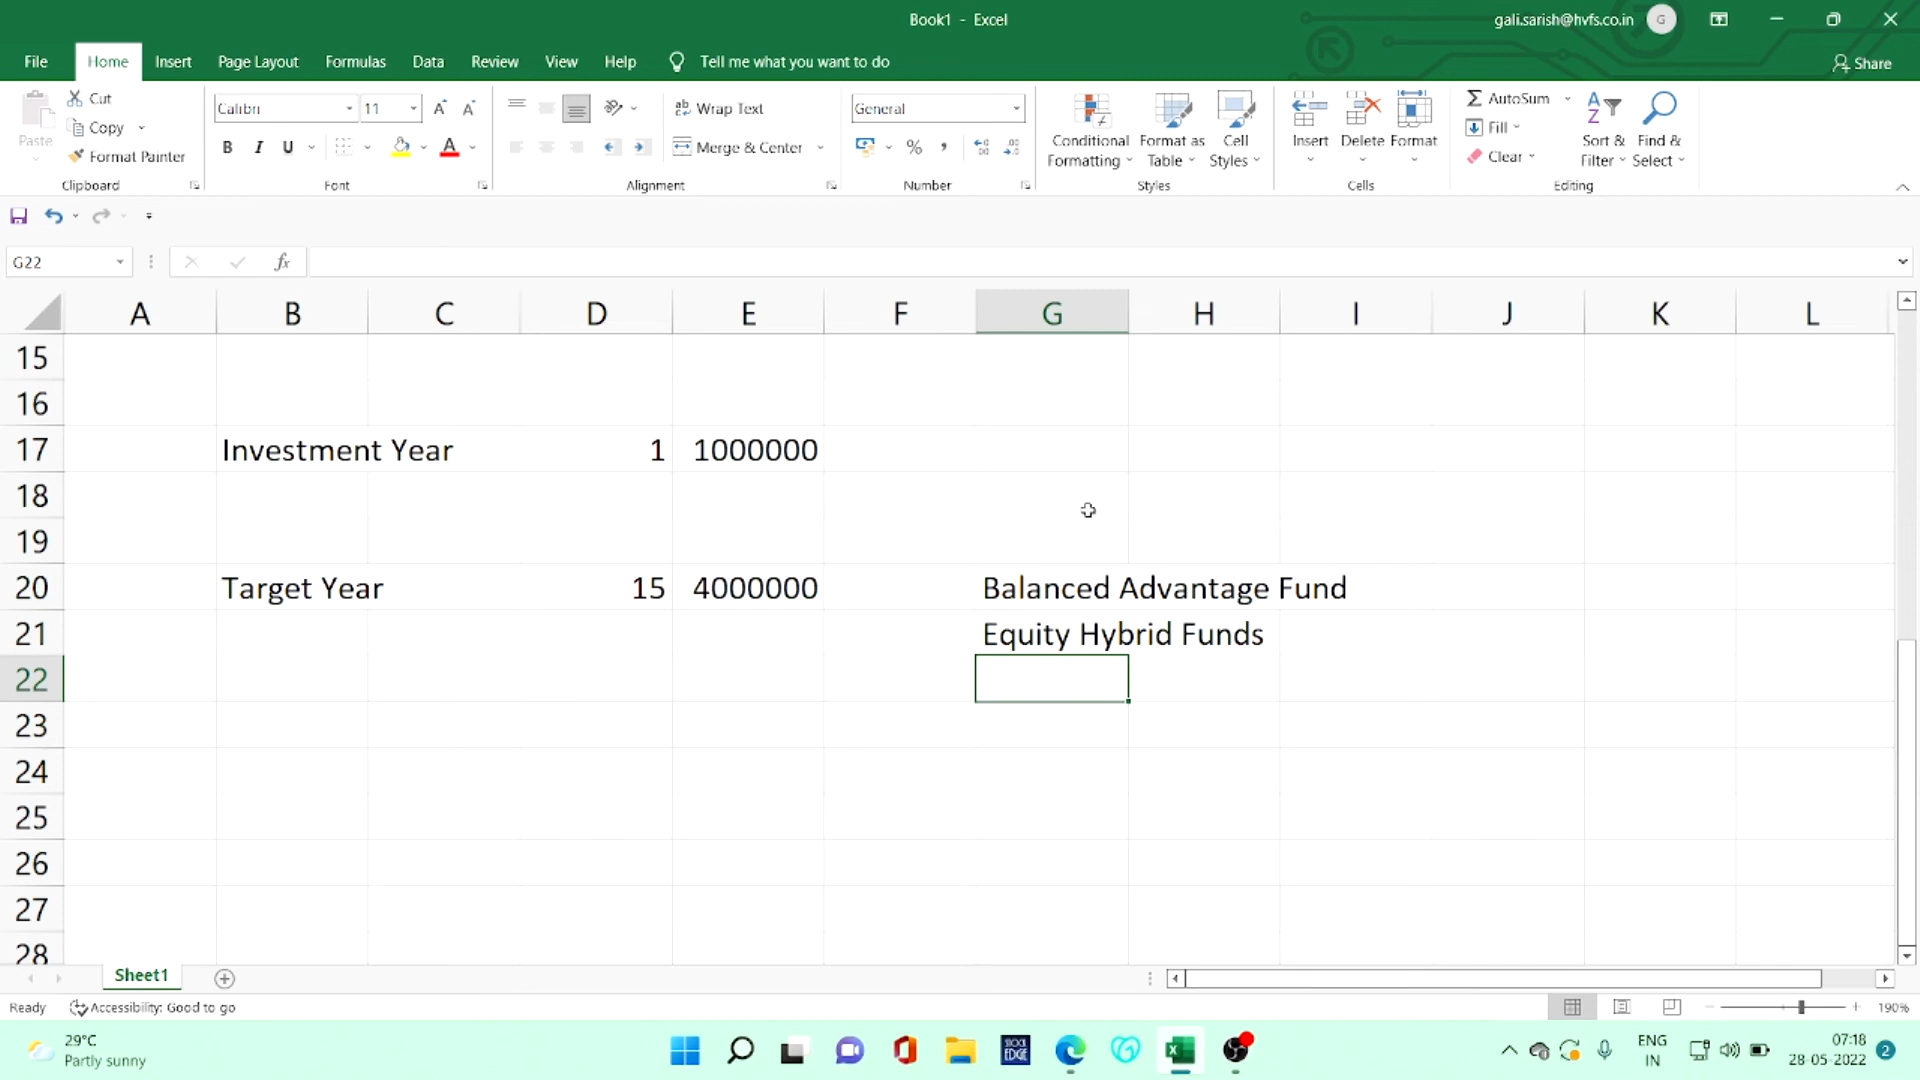 Book1 - Excel
gali.sarish@hvfs.co.in
G
File
Home
Insert
Page Layout
Formulas
Data
Review
View
Help
Tell me what you want to do
Share
Paste
Cut
Copy
Format Painter
Clipboard
Calibri
11
B I U
Font
Wrap Text
Merge & Center
Alignment
General
%
Number
Conditional Formatting
Format as Table
Cell Styles
Styles
Insert
Delete
Format
Cells
AutoSum
Fill
Clear
Sort & Filter
Find & Select
Editing
G22
fx
A B C D E F G H I J K L
15
16
17 Investment Year 1 1000000
18
19
20 Target Year 15 4000000 Balanced Advantage Fund
21 Equity Hybrid Funds
22
23
24
25
26
27
28
Sheet1
Ready
Accessibility: Good to go
190%
29°C
Partly sunny
STOCK EDGE
ENG
IN
07:18
28-05-2022
2